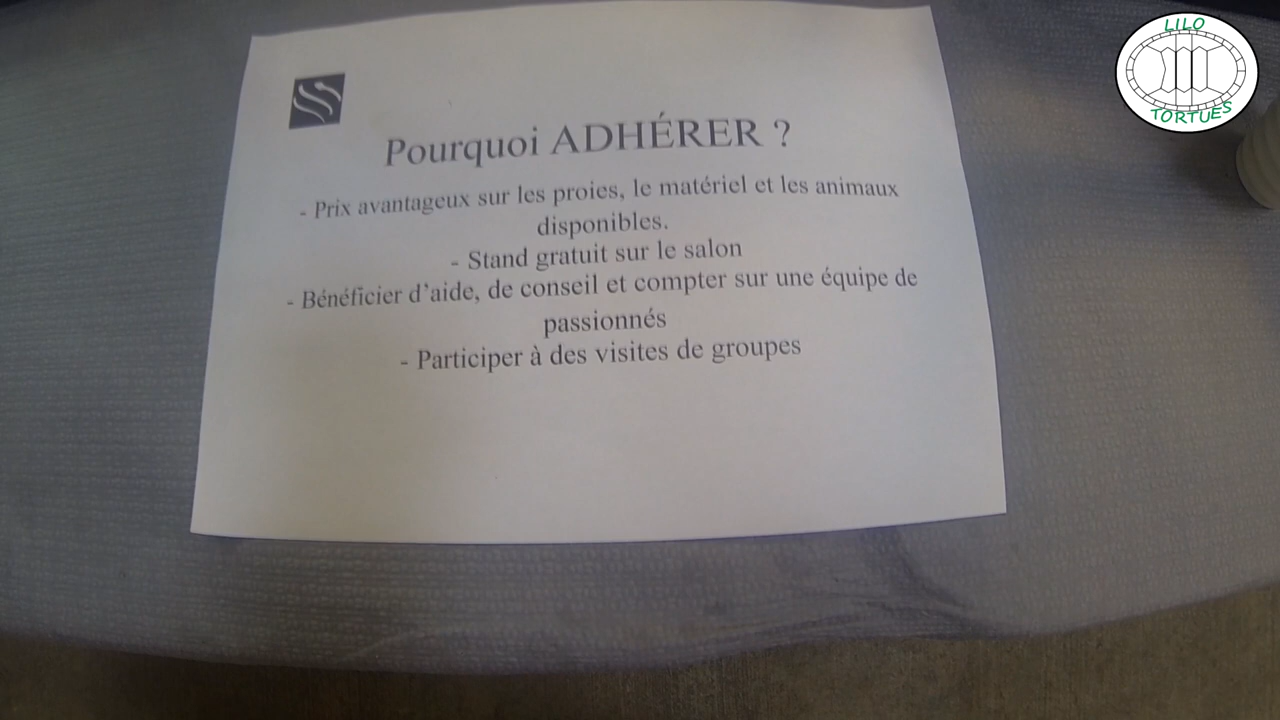 LILO
TORTUES
Pourquoi ADHÉRER ?
- Prix avantageux sur les proies, le matériel et les animaux
disponibles.
- Stand gratuit sur le salon
- Bénéficier d'aide, de conseil et compter sur une équipe de
passionnés
- Participer à des visites de groupes